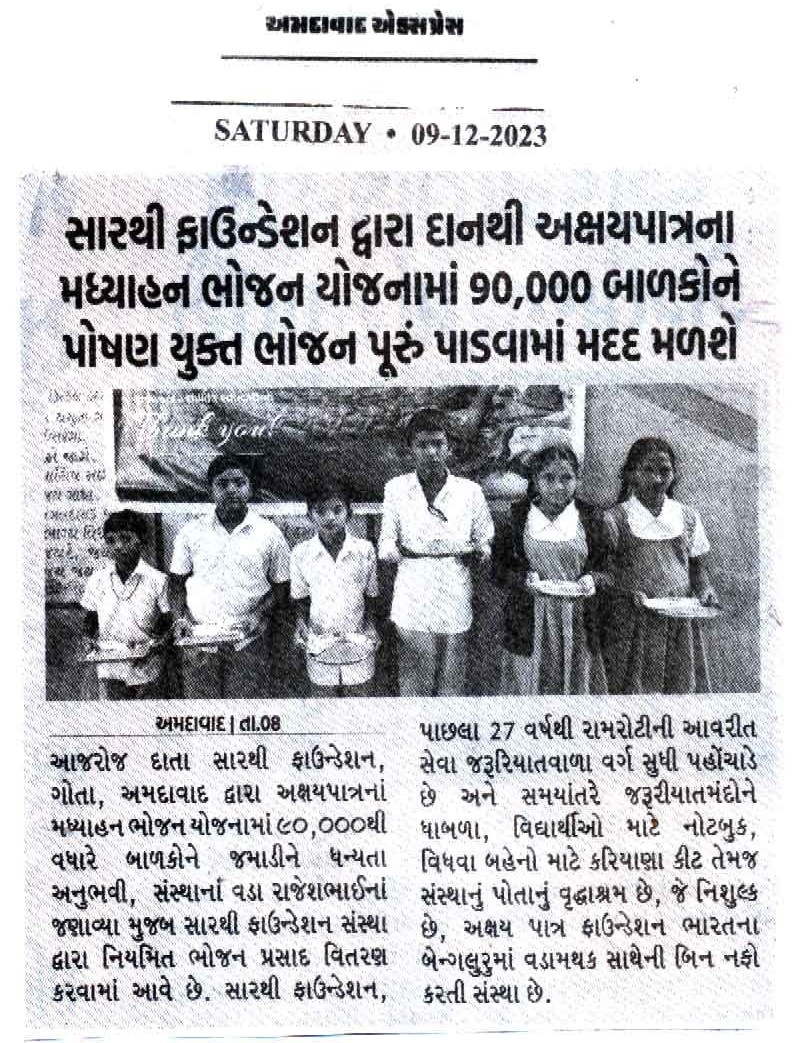 અમદાવાદ એક્સપ્રેસ
SATURDAY • 09-12-2023
સારથી ફાઉન્ડેશન દ્વારા દાનથી અક્ષયપાત્રના
મધ્યાહન ભોજન યોજનામાં 90,000 બાળકોને
પોષણ યુક્ત ભોજન પૂરું પાડવામાં મદદ મળશે
Thank you!
અમદાવાદ | તા.08
આજરોજ દાતા સારથી ફાઉન્ડેશન,
ગોતા, અમદાવાદ દ્વારા અક્ષયપાત્રનાં
મધ્યાહન ભોજન યોજનામાં ૯૦,૦૦૦થી
વધારે બાળકોને જમાડીને ધન્યતા
અનુભવી, સંસ્થાનાં વડા રાજેશભાઈનાં
જણાવ્યા મુજબ સારથી ફાઉન્ડેશન સંસ્થા
દ્વારા નિયમિત ભોજન પ્રસાદ વિતરણ
કરવામાં આવે છે. સારથી ફાઉન્ડેશન,
પાછલા 27 વર્ષથી રામરોટીની આવરીત
સેવા જરૂરિયાતવાળા વર્ગ સુધી પહોંચાડે
છે અને સમયાંતરે જરૂરીયાતમંદોને
ધાબળા, વિદ્યાર્થીઓ માટે નોટબુક,
વિધવા બહેનો માટે કરિયાણા કીટ તેમજ
સંસ્થાનું પોતાનું વૃદ્ધાશ્રમ છે, જે નિશુલ્ક
છે, અક્ષય પાત્ર ફાઉન્ડેશન ભારતના
બેન્ગલુરુમાં વડામથક સાથેની બિન નફો
કરતી સંસ્થા છે.